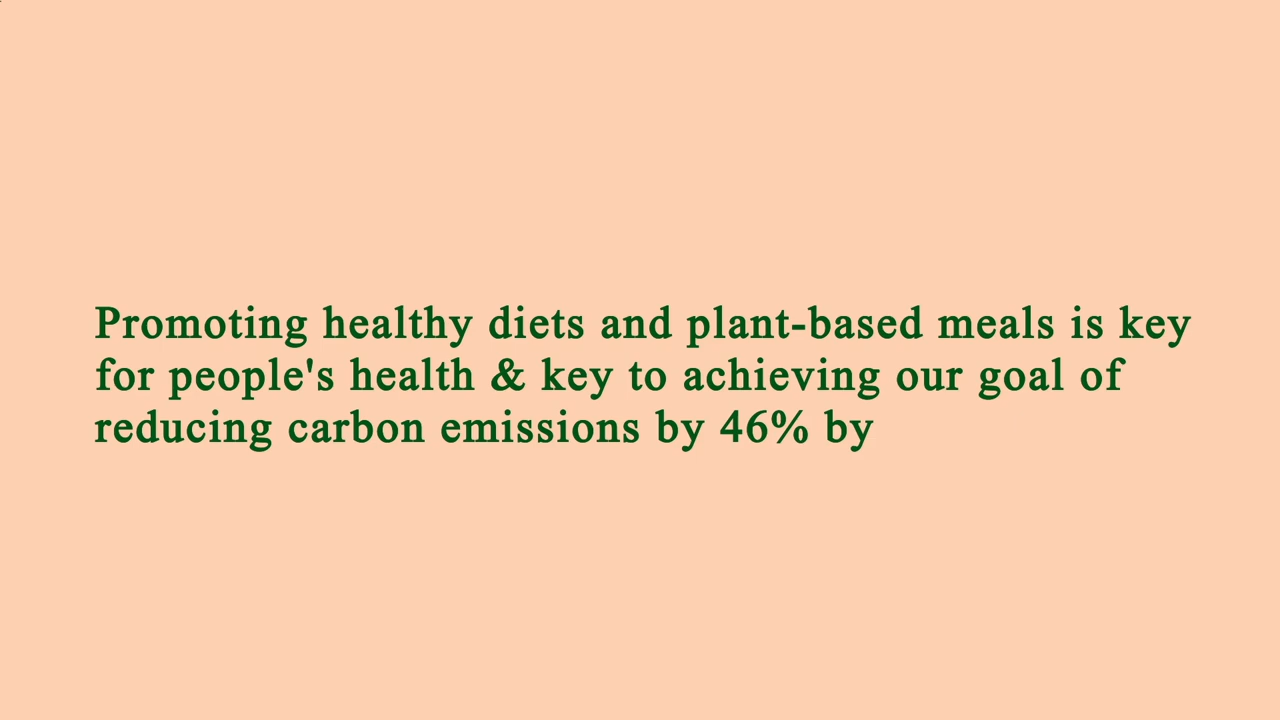 Promoting healthy diets and plant-based meals is key
for people's health & key to achieving our goal of
reducing carbon emissions by 46% by